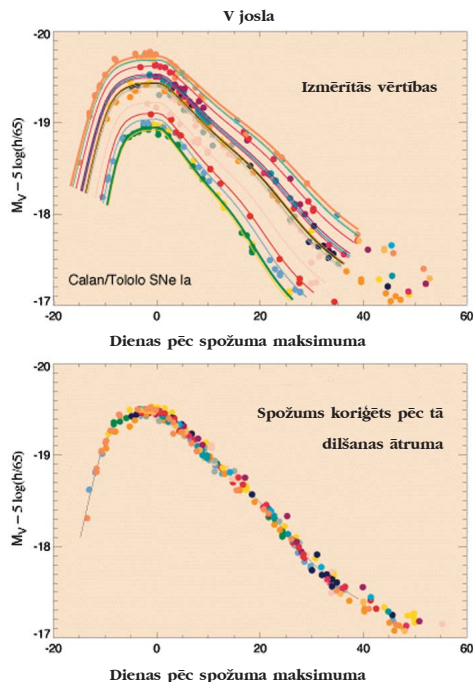 V josla
-20
Izmērītās vērtības
-19
MV – 5 log(h/65)
-18
Calan/Tololo SNe Ia
-17
-20 0 20 40 60
Dienas pēc spožuma maksimuma
-20
Spožums koriģēts pēc tā
dilšanas ātruma
-19
MV – 5 log(h/65)
-18
-17
-20 0 20 40 60
Dienas pēc spožuma maksimuma